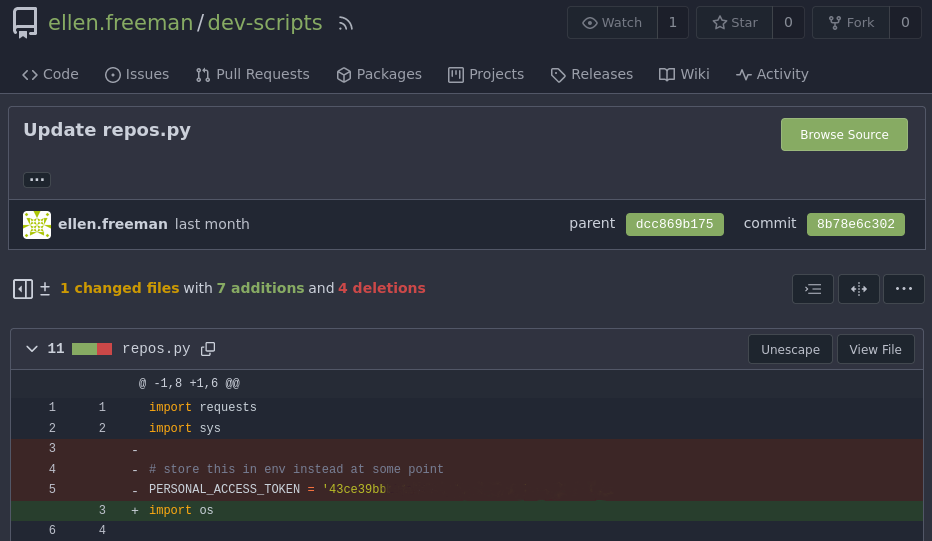 ellen.freeman/dev-scripts Watch 1 Star 0 Fork 0
Code Issues Pull Requests Packages Projects Releases Wiki Activity
Update repos.py
Browse Source
...
ellen.freeman last month parent dcc869b175 commit 8b78e6c302
1 changed files with 7 additions and 4 deletions
11 repos.py Unescape View File
@ -1,8 +1,6 @@
1 1 import requests
2 2 import sys
3 -
4 - # store this in env instead at some point
5 - PERSONAL_ACCESS_TOKEN = '43ce39bb
3 + import os
6 4